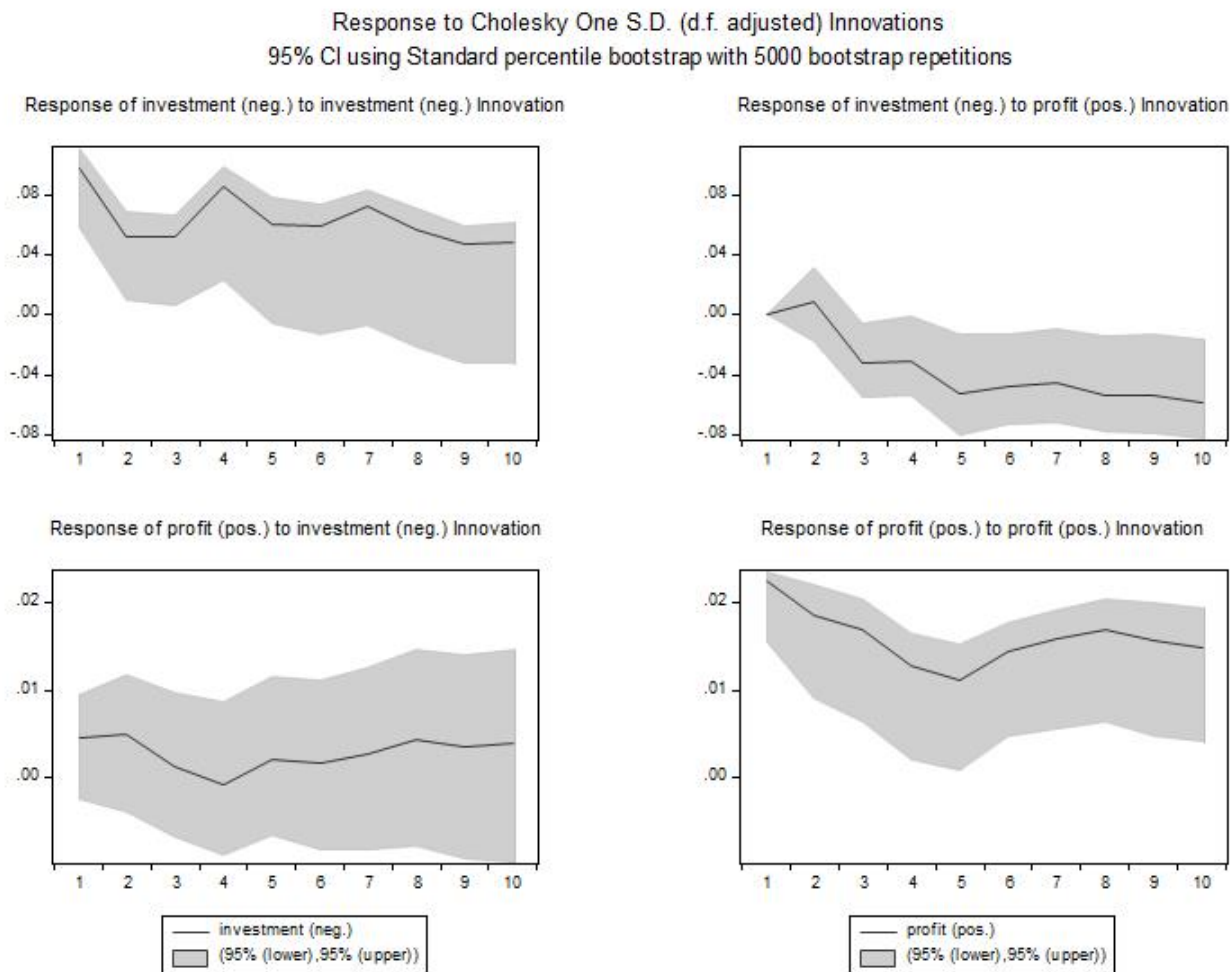 Response to Cholesky One S.D. (d.f. adjusted) Innovations
95% CI using Standard percentile bootstrap with 5000 bootstrap repetitions
Response of investment (neg.) to investment (neg.) Innovation
.08
.04
.00
-.04
-.08
1 2 3 4 5 6 7 8 9 10
Response of investment (neg.) to profit (pos.) Innovation
.08
.04
.00
-.04
-.08
1 2 3 4 5 6 7 8 9 10
Response of profit (pos.) to investment (neg.) Innovation
.02
.01
.00
1 2 3 4 5 6 7 8 9 10
Response of profit (pos.) to profit (pos.) Innovation
.02
.01
.00
1 2 3 4 5 6 7 8 9 10
investment (neg.)
(95% (lower),95% (upper))
profit (pos.)
(95% (lower),95% (upper))